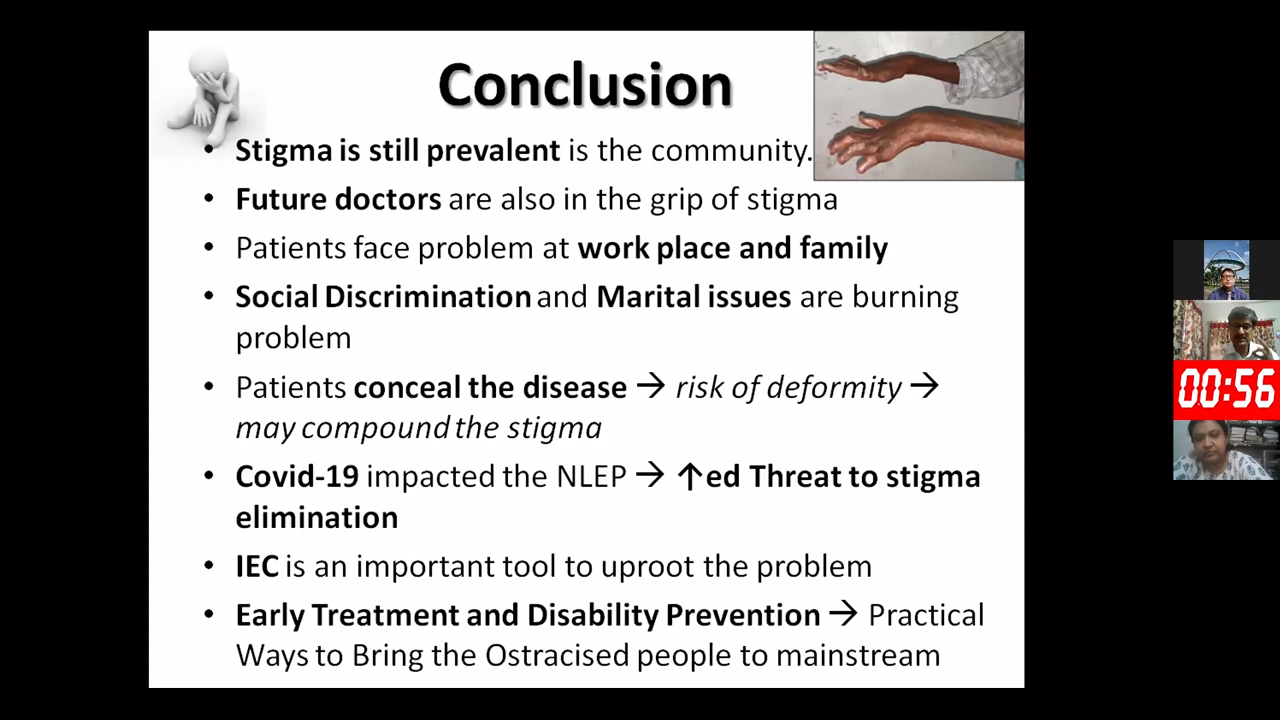 Conclusion
• Stigma is still prevalent is the community.
• Future doctors are also in the grip of stigma
• Patients face problem at work place and family
• Social Discrimination and Marital issues are burning
problem
• Patients conceal the disease → risk of deformity →
may compound the stigma
• Covid-19 impacted the NLEP → ↑ed Threat to stigma
elimination
• IEC is an important tool to uproot the problem
• Early Treatment and Disability Prevention → Practical
Ways to Bring the Ostracised people to mainstream
00:56